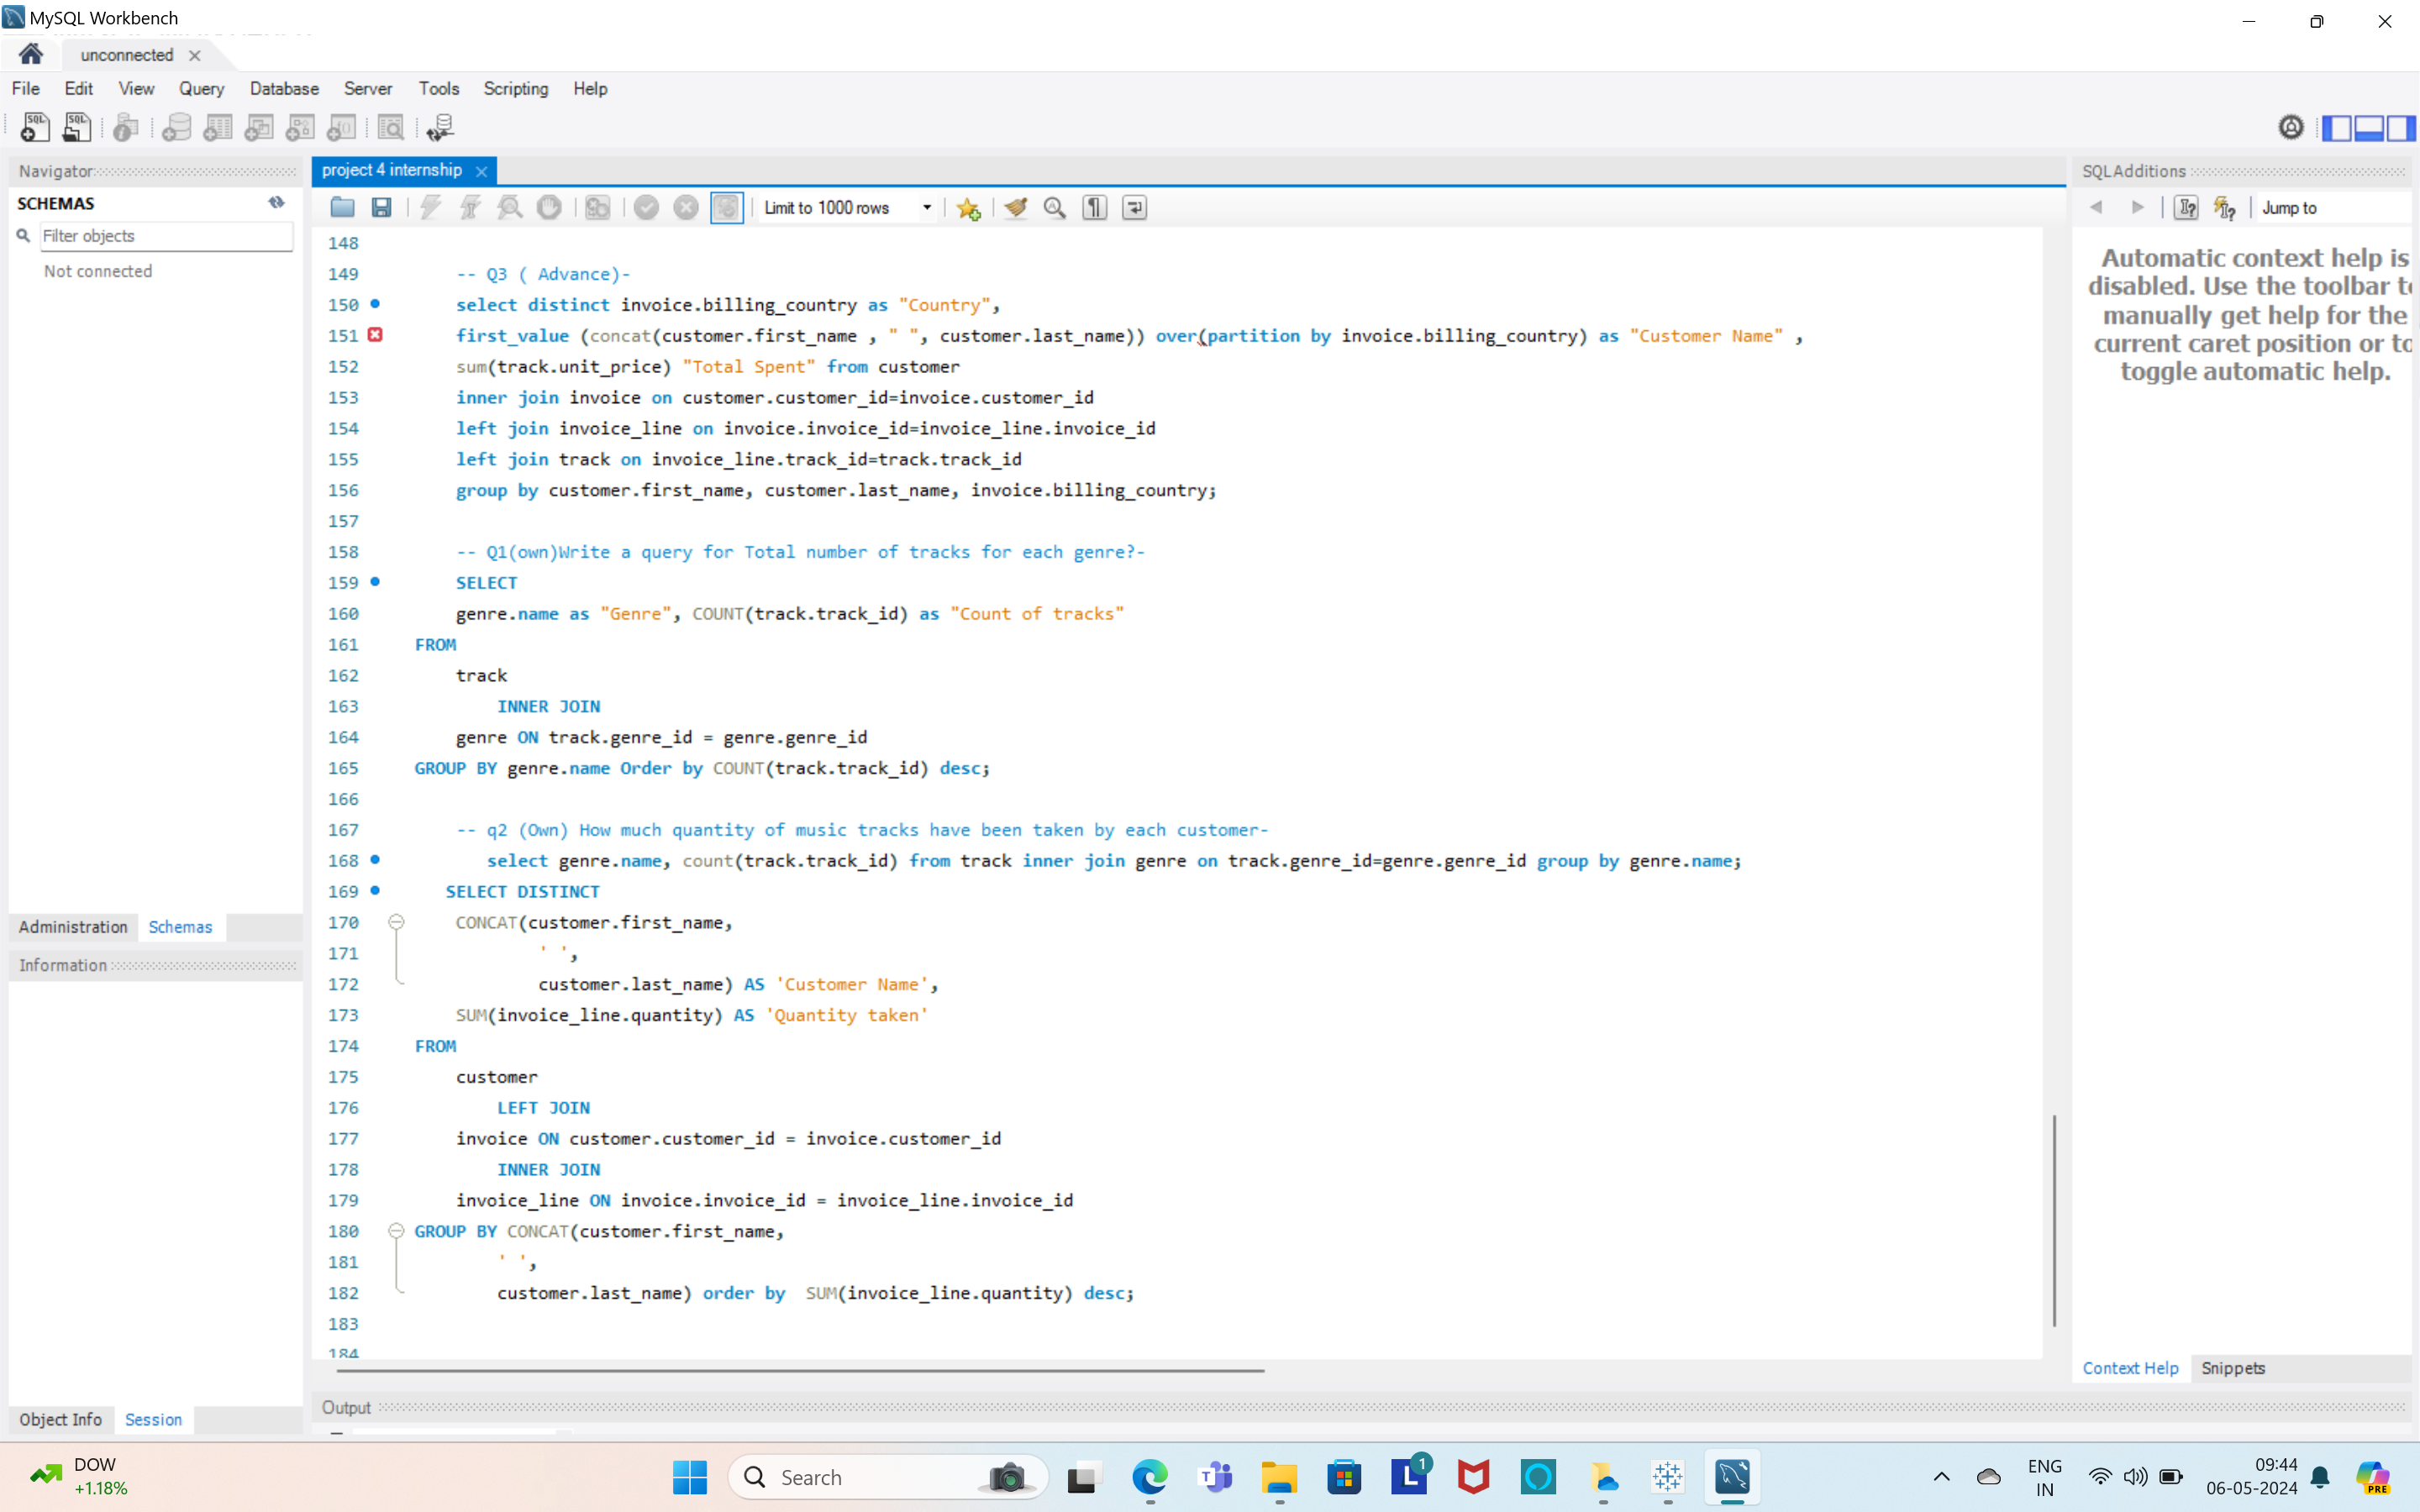 MySQL Workbench
unconnected
File Edit View Query Database Server Tools Scripting Help
Navigator
SCHEMAS
Filter objects
Not connected
Administration Schemas
Information
Object Info Session
project 4 internship
Limit to 1000 rows
148
149 -- Q3 ( Advance)-
150 select distinct invoice.billing_country as "Country",
151 first_value (concat(customer.first_name , " ", customer.last_name)) over(partition by invoice.billing_country) as "Customer Name" ,
152 sum(track.unit_price) "Total Spent" from customer
153 inner join invoice on customer.customer_id=invoice.customer_id
154 left join invoice_line on invoice.invoice_id=invoice_line.invoice_id
155 left join track on invoice_line.track_id=track.track_id
156 group by customer.first_name, customer.last_name, invoice.billing_country;
157
158 -- Q1(own)Write a query for Total number of tracks for each genre?-
159 SELECT
160 genre.name as "Genre", COUNT(track.track_id) as "Count of tracks"
161 FROM
162 track
163 INNER JOIN
164 genre ON track.genre_id = genre.genre_id
165 GROUP BY genre.name Order by COUNT(track.track_id) desc;
166
167 -- q2 (Own) How much quantity of music tracks have been taken by each customer-
168 select genre.name, count(track.track_id) from track inner join genre on track.genre_id=genre.genre_id group by genre.name;
169 SELECT DISTINCT
170 CONCAT(customer.first_name,
171 ' ',
172 customer.last_name) AS 'Customer Name',
173 SUM(invoice_line.quantity) AS 'Quantity taken'
174 FROM
175 customer
176 LEFT JOIN
177 invoice ON customer.customer_id = invoice.customer_id
178 INNER JOIN
179 invoice_line ON invoice.invoice_id = invoice_line.invoice_id
180 GROUP BY CONCAT(customer.first_name,
181 ' ',
182 customer.last_name) order by  SUM(invoice_line.quantity) desc;
183
184
Output
SQLAdditions
Jump to
Automatic context help is
disabled. Use the toolbar to
manually get help for the
current caret position or to
toggle automatic help.
Context Help Snippets
DOW
+1.18%
Search
1
ENG
IN
09:44
06-05-2024
PRE